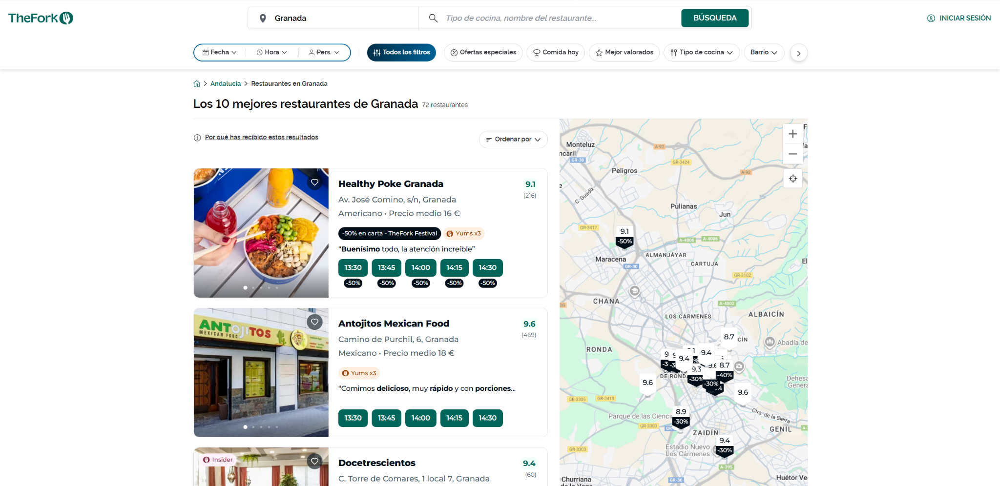 TheFork
Granada
Tipo de cocina, nombre del restaurante...
BÚSQUEDA
INICIAR SESIÓN
Fecha
Hora
Pers.
Todos los filtros
Ofertas especiales
Comida hoy
Mejor valorados
Tipo de cocina
Barrio
Andalucía > Restaurantes en Granada
Los 10 mejores restaurantes de Granada 72 restaurantes
Por qué has recibido estos resultados
Ordenar por
Healthy Poke Granada
9.1
(216)
Av. José Comino, s/n, Granada
Americano • Precio medio 16 €
-50% en carta - TheFork Festival
Yums x3
“Buenísimo todo, la atención increíble”
13:30 13:45 14:00 14:15 14:30
-50% -50% -50% -50% -50%
ANTOJITOS
MEXICAN FOOD
Antojitos Mexican Food
9.6
(469)
Camino de Purchil, 6, Granada
Mexicano • Precio medio 18 €
Yums x3
“Comimos delicioso, muy rápido y con porciones...
13:30 13:45 14:00 14:15 14:30
Insider
Docetrescientos
9.4
(60)
C. Torre de Comares, 1 local 7, Granada
Monteluz
A-92
GR-30
GR-3424
Peligros
A-92
C. Guadix
Pulianas
Jun
GR-3417
9.1
-50%
A-4006
A-4006
Maracena
ALMANJÁYAR
GR-30
CARTUJA
GR-3102
CHANA
A-4002
LOS CÁRMENES
ALBAICÍN
8.7
RONDA
9.4
9.4
8.7
-40%
9.3
-30%
-30%
DE RONDA
9.6
9.6
GR-3305
GR-3418
8.9
-30%
Parque de las Ciencia
GR-3303
Ctra. de la Sierra
GENIL
ZAIDÍN
9.4
-30%
GR-3303
Estadio Nuevo
Los Cármenes
A-395
Churriana
de la Vega
GR-30